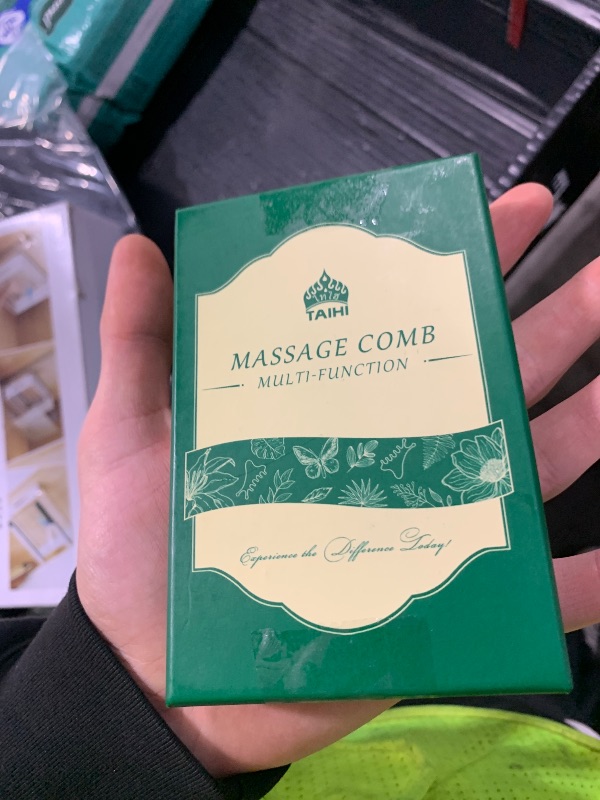 TAIHI
MASSAGE COMB
MULTI-FUNCTION
Experience the Difference Today!